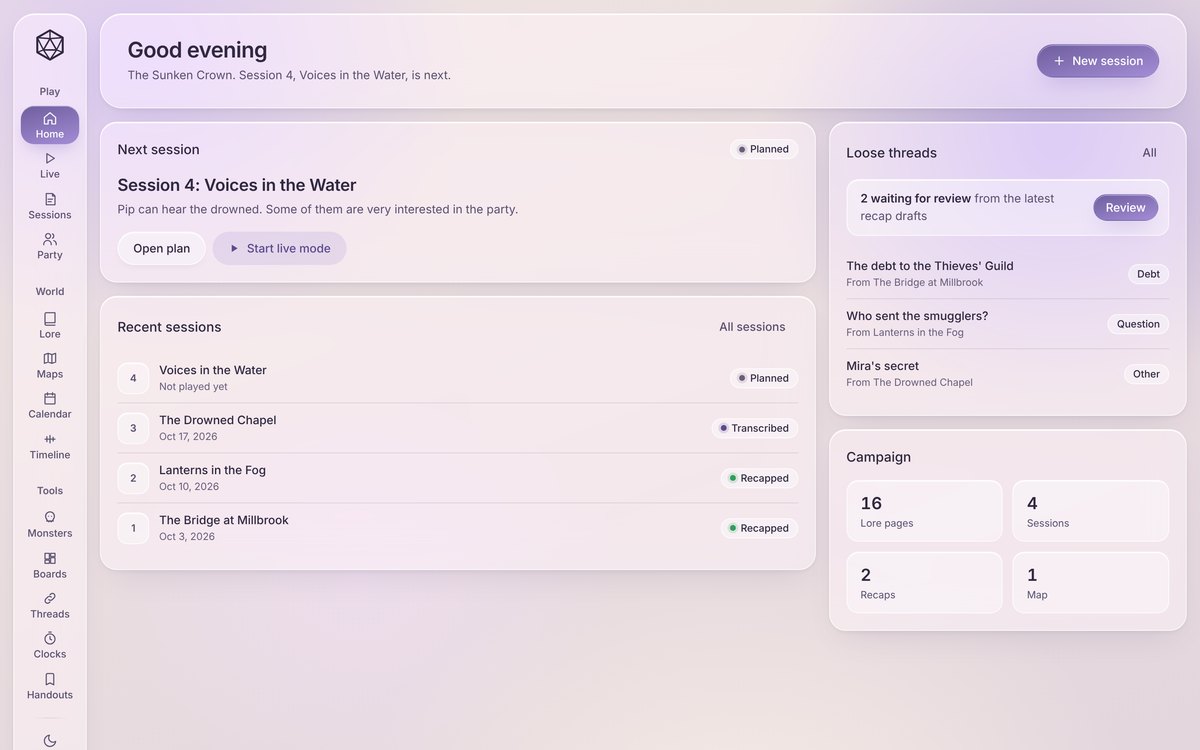 Play
Home
Live
Sessions
Party
World
Lore
Maps
Calendar
Timeline
Tools
Monsters
Boards
Threads
Clocks
Handouts
Good evening
The Sunken Crown. Session 4, Voices in the Water, is next.
New session
Next session
Planned
Session 4: Voices in the Water
Pip can hear the drowned. Some of them are very interested in the party.
Open plan
Start live mode
Recent sessions
All sessions
4
Voices in the Water
Not played yet
Planned
3
The Drowned Chapel
Oct 17, 2026
Transcribed
2
Lanterns in the Fog
Oct 10, 2026
Recapped
1
The Bridge at Millbrook
Oct 3, 2026
Recapped
Loose threads
All
2 waiting for review from the latest
recap drafts
Review
The debt to the Thieves' Guild
From The Bridge at Millbrook
Debt
Who sent the smugglers?
From Lanterns in the Fog
Question
Mira's secret
From The Drowned Chapel
Other
Campaign
16
Lore pages
4
Sessions
2
Recaps
1
Map